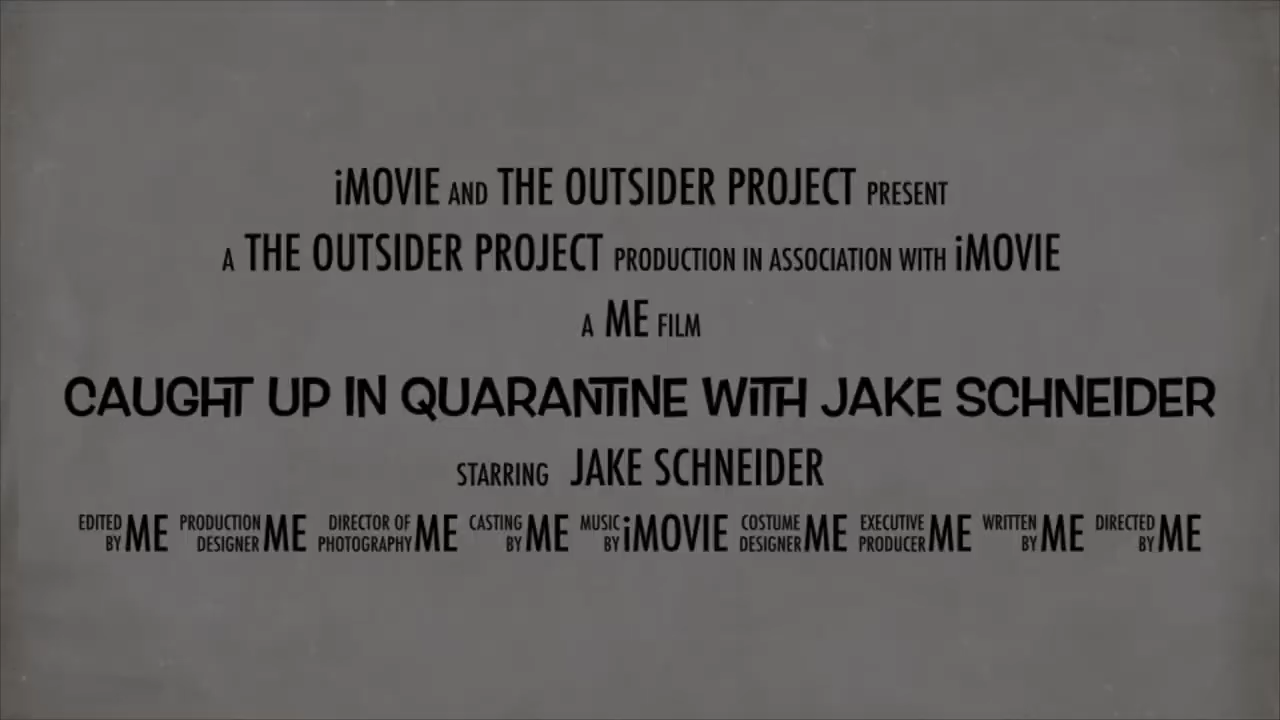 iMOVIE AND THE OUTSIDER PROJECT PRESENT
A THE OUTSIDER PROJECT PRODUCTION IN ASSOCIATION WITH iMOVIE
A ME FILM
CAUGHT UP IN QUARANTINE WITH JAKE SCHNEIDER
STARRING JAKE SCHNEIDER
EDITED BY ME PRODUCTION DESIGNER ME DIRECTOR OF PHOTOGRAPHY ME CASTING BY ME MUSIC BY iMOVIE COSTUME DESIGNER ME EXECUTIVE PRODUCER ME WRITTEN BY ME DIRECTED BY ME